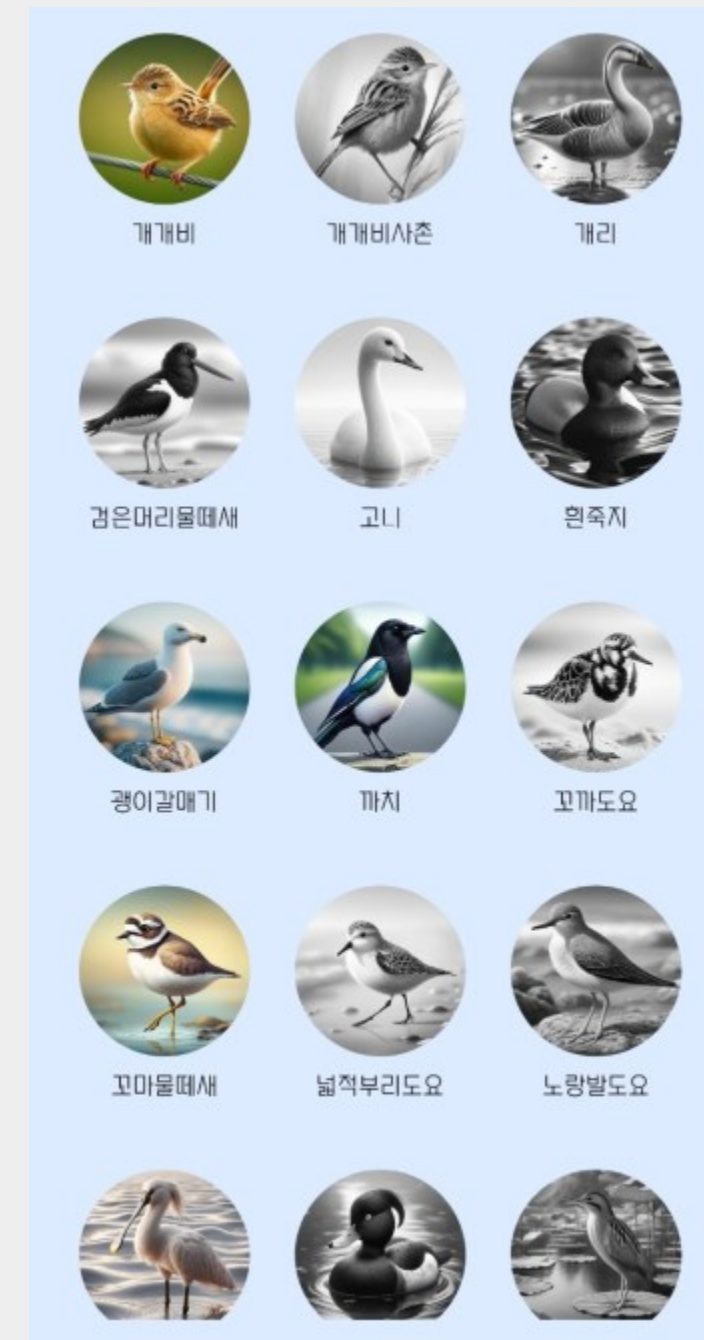 개개비
개개비사촌
개리
검은머리물떼새
고니
흰죽지
괭이갈매기
까치
꼬까도요
꼬마물떼새
넓적부리도요
노랑발도요